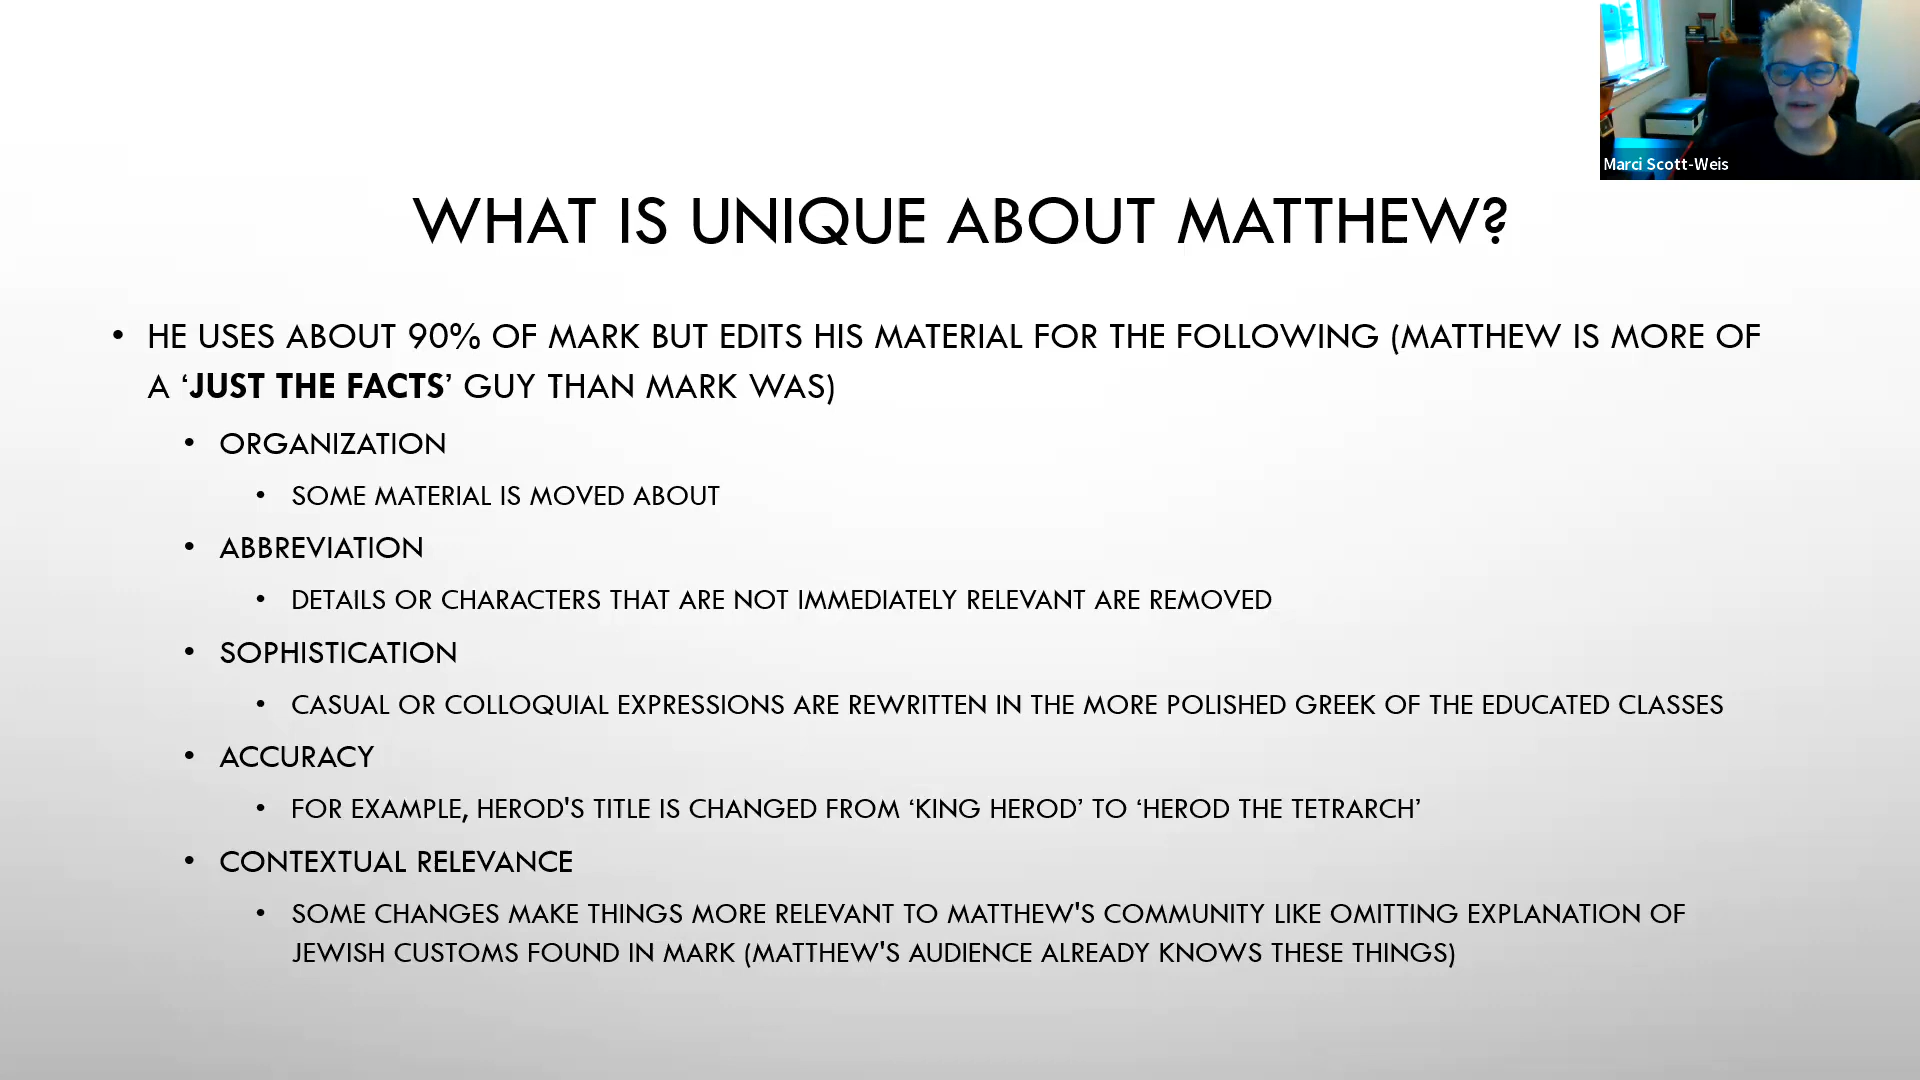 Marci Scott-Weis
WHAT IS UNIQUE ABOUT MATTHEW?
• HE USES ABOUT 90% OF MARK BUT EDITS HIS MATERIAL FOR THE FOLLOWING (MATTHEW IS MORE OF
A ‘JUST THE FACTS’ GUY THAN MARK WAS)
• ORGANIZATION
• SOME MATERIAL IS MOVED ABOUT
• ABBREVIATION
• DETAILS OR CHARACTERS THAT ARE NOT IMMEDIATELY RELEVANT ARE REMOVED
• SOPHISTICATION
• CASUAL OR COLLOQUIAL EXPRESSIONS ARE REWRITTEN IN THE MORE POLISHED GREEK OF THE EDUCATED CLASSES
• ACCURACY
• FOR EXAMPLE, HEROD'S TITLE IS CHANGED FROM ‘KING HEROD’ TO ‘HEROD THE TETRARCH’
• CONTEXTUAL RELEVANCE
• SOME CHANGES MAKE THINGS MORE RELEVANT TO MATTHEW'S COMMUNITY LIKE OMITTING EXPLANATION OF
JEWISH CUSTOMS FOUND IN MARK (MATTHEW'S AUDIENCE ALREADY KNOWS THESE THINGS)